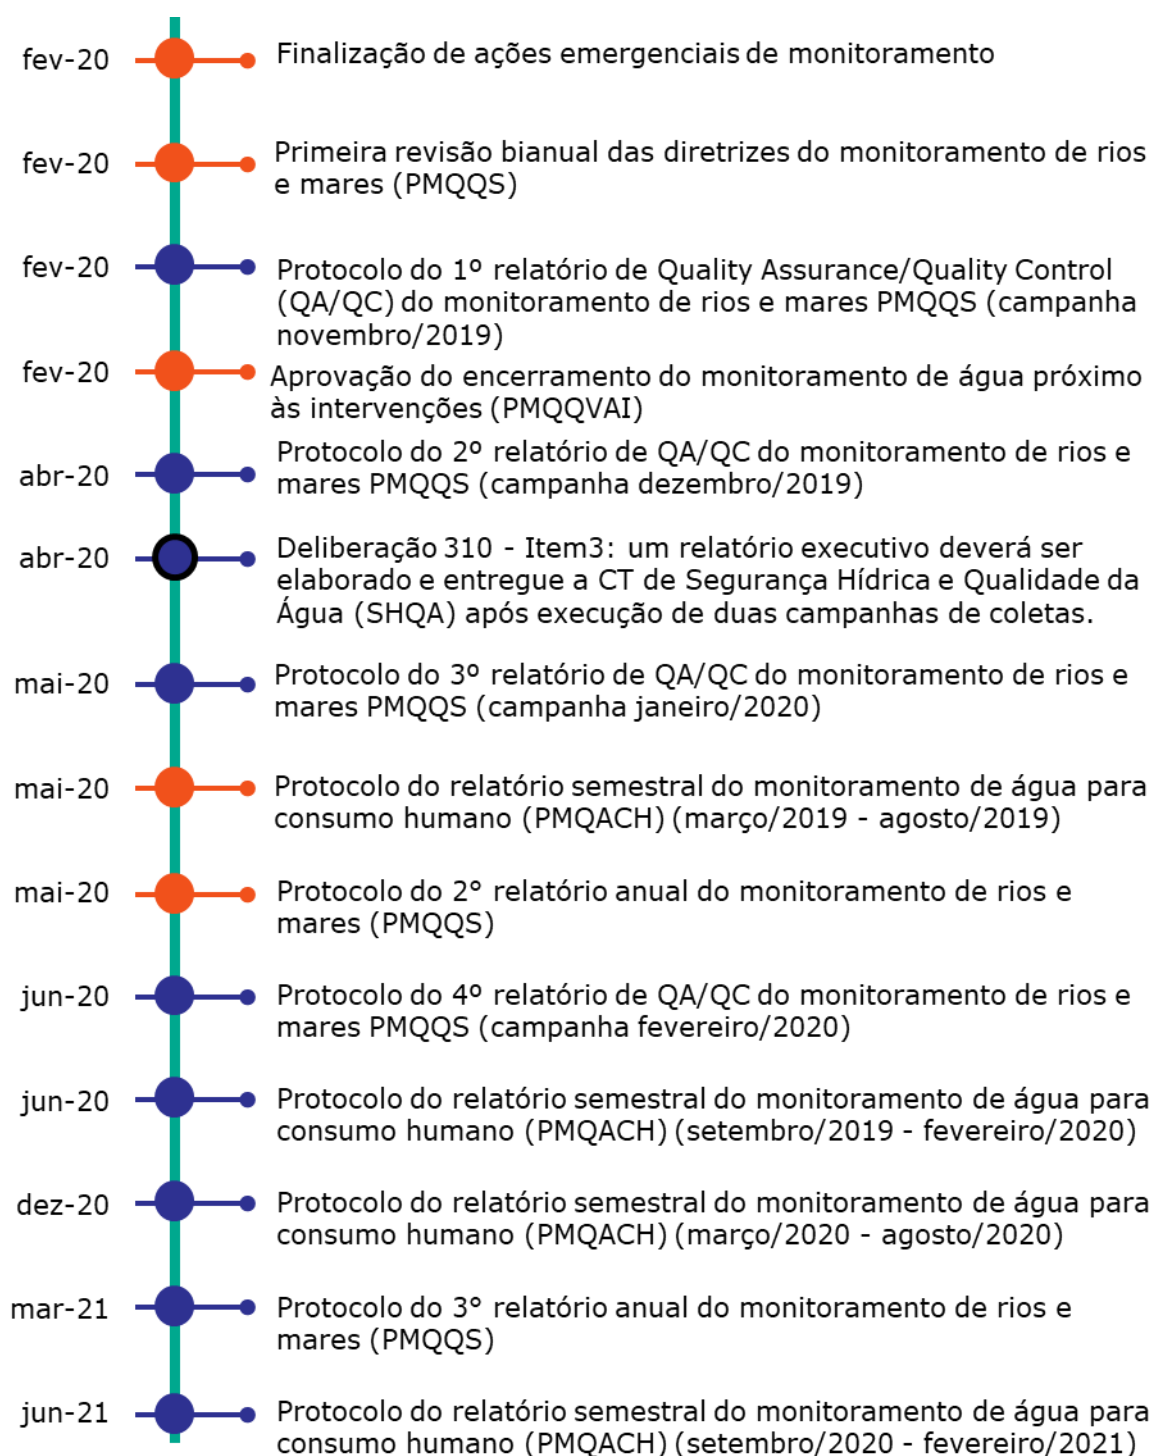 fev-20
Finalização de ações emergenciais de monitoramento
fev-20
Primeira revisão bianual das diretrizes do monitoramento de rios
e mares (PMQQS)
fev-20
Protocolo do 1º relatório de Quality Assurance/Quality Control
(QA/QC) do monitoramento de rios e mares PMQQS (campanha
novembro/2019)
fev-20
Aprovação do encerramento do monitoramento de água próximo
às intervenções (PMQQVAI)
abr-20
Protocolo do 2º relatório de QA/QC do monitoramento de rios e
mares PMQQS (campanha dezembro/2019)
abr-20
Deliberação 310 - Item3: um relatório executivo deverá ser
elaborado e entregue a CT de Segurança Hídrica e Qualidade da
Água (SHQA) após execução de duas campanhas de coletas.
mai-20
Protocolo do 3º relatório de QA/QC do monitoramento de rios e
mares PMQQS (campanha janeiro/2020)
mai-20
Protocolo do relatório semestral do monitoramento de água para
consumo humano (PMQACH) (março/2019 - agosto/2019)
mai-20
Protocolo do 2° relatório anual do monitoramento de rios e
mares (PMQQS)
jun-20
Protocolo do 4º relatório de QA/QC do monitoramento de rios e
mares PMQQS (campanha fevereiro/2020)
jun-20
Protocolo do relatório semestral do monitoramento de água para
consumo humano (PMQACH) (setembro/2019 - fevereiro/2020)
dez-20
Protocolo do relatório semestral do monitoramento de água para
consumo humano (PMQACH) (março/2020 - agosto/2020)
mar-21
Protocolo do 3° relatório anual do monitoramento de rios e
mares (PMQQS)
jun-21
Protocolo do relatório semestral do monitoramento de água para
consumo humano (PMQACH) (setembro/2020 - fevereiro/2021)